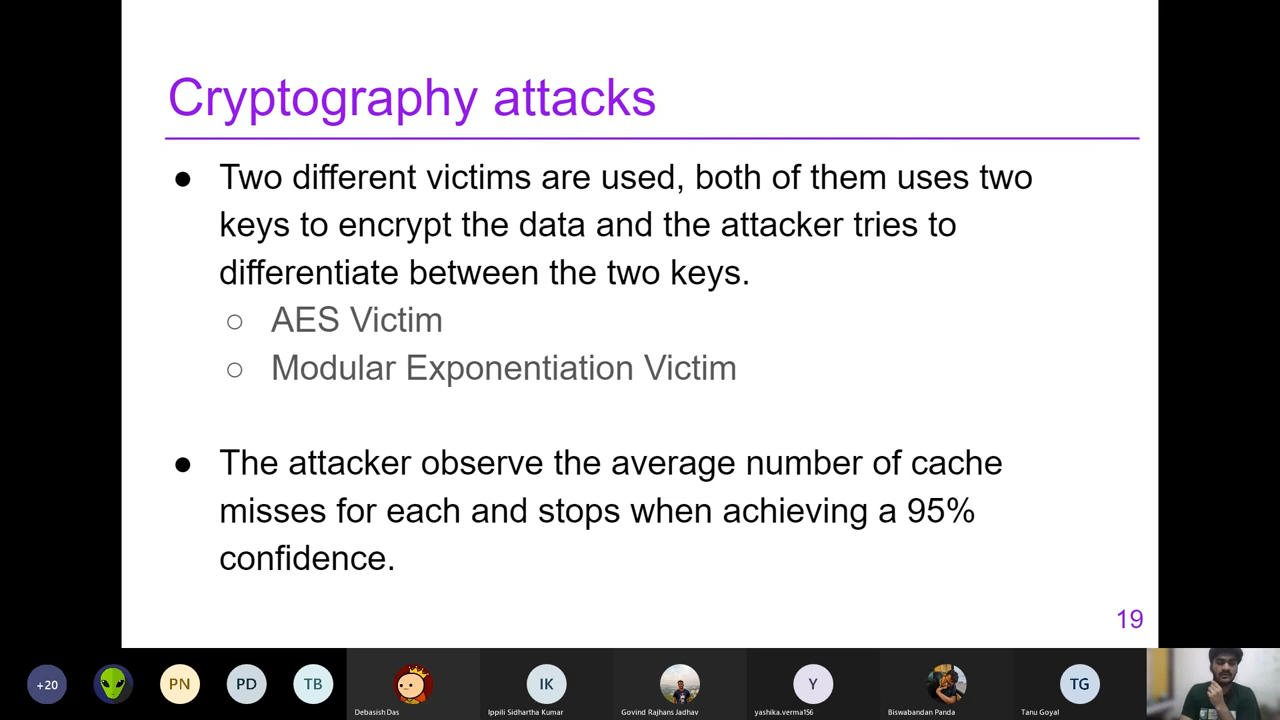 Cryptography attacks
● Two different victims are used, both of them uses two
keys to encrypt the data and the attacker tries to
differentiate between the two keys.
○ AES Victim
○ Modular Exponentiation Victim
● The attacker observe the average number of cache
misses for each and stops when achieving a 95%
confidence.
19
+20
PN
PD
TB
IK
Y
TG
Debasish Das
Ippili Sidhartha Kumar
Govind Rajhans Jadhav
yashika.verma156
Biswabandan Panda
Tanu Goyal